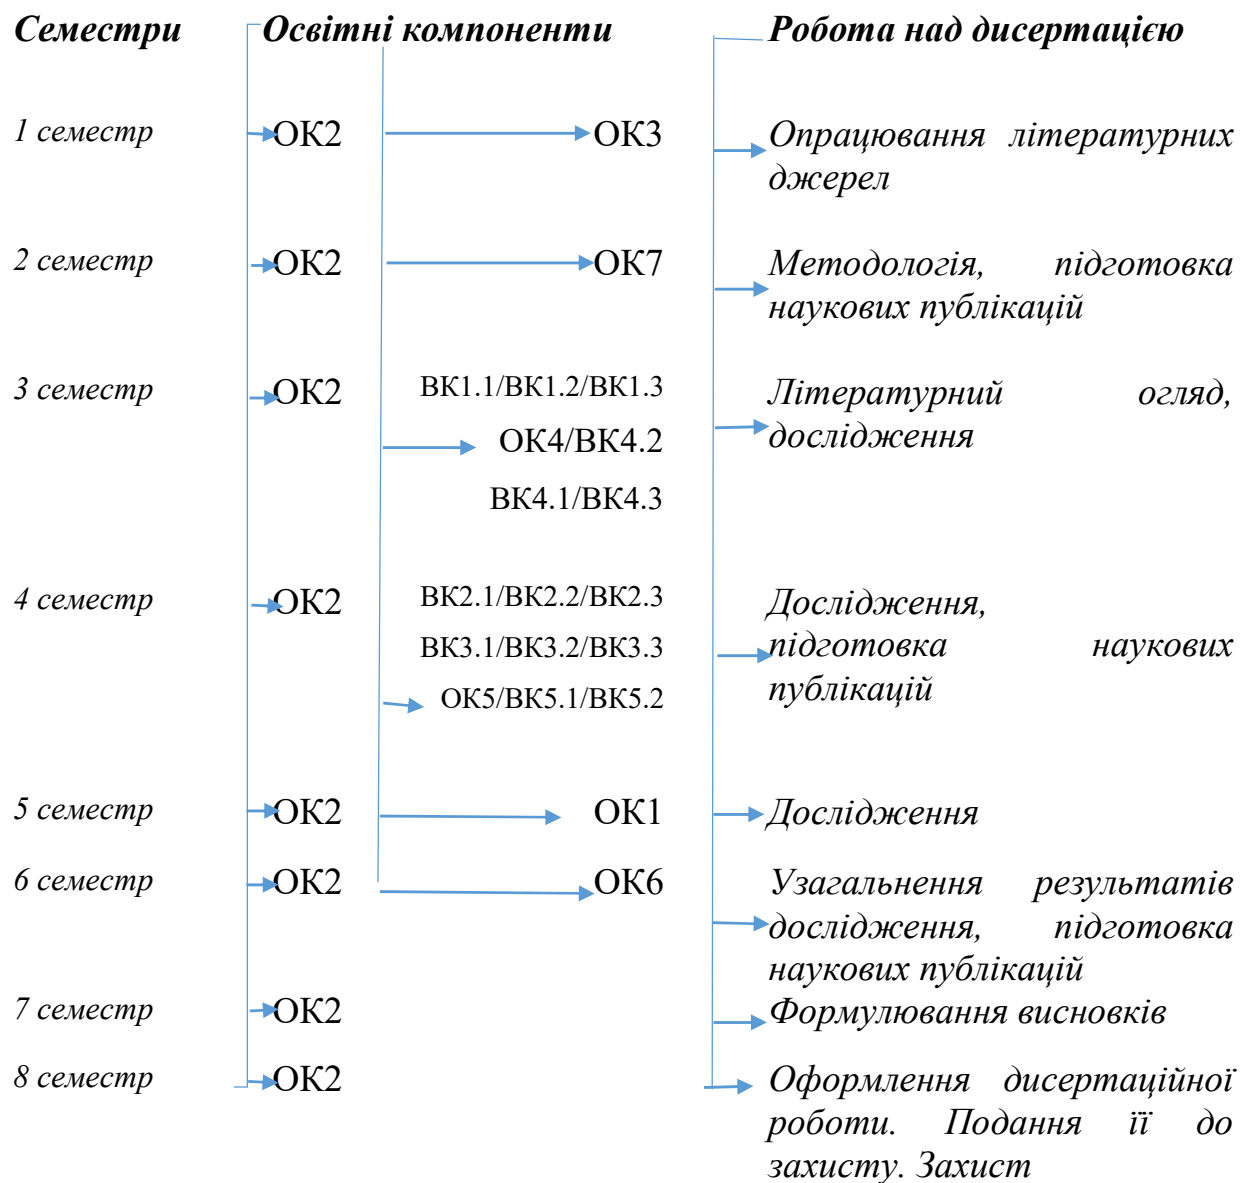 Семестри Освітні компоненти Робота над дисертацією
1 семестр ОК2 ОК3 Опрацювання літературних
джерел
2 семестр ОК2 ОК7 Методологія, підготовка
наукових публікацій
3 семестр ОК2 ВК1.1/ВК1.2/ВК1.3 Літературний огляд,
ОК4/ВК4.2 дослідження
ВК4.1/ВК4.3
4 семестр ОК2 ВК2.1/ВК2.2/ВК2.3 Дослідження,
ВК3.1/ВК3.2/ВК3.3 підготовка наукових
ОК5/ВК5.1/ВК5.2 публікацій
5 семестр ОК2 ОК1 Дослідження
6 семестр ОК2 ОК6 Узагальнення результатів
дослідження, підготовка
наукових публікацій
7 семестр ОК2 Формулювання висновків
8 семестр ОК2 Оформлення дисертаційної
роботи. Подання її до
захисту. Захист